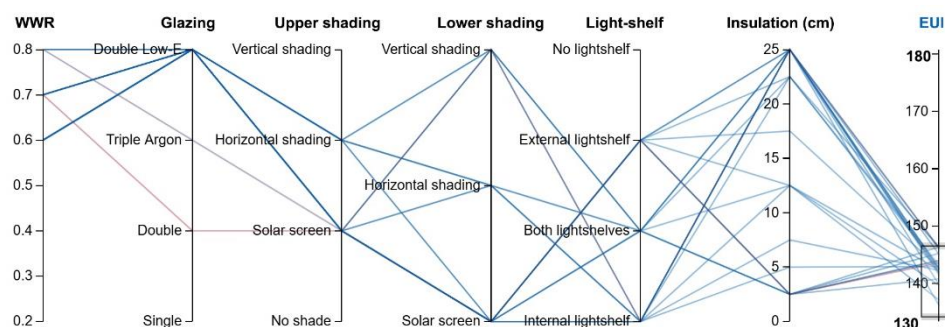 WWR Glazing Upper shading Lower shading Light-shelf Insulation (cm) EUI
0.8 Double Low-E Vertical shading Vertical shading No lightshelf 25 180
0.7 20 170
0.6 Triple Argon Horizontal shading External lightshelf 15 160
0.5 Horizontal shading
0.4 Double Solar screen Both lightshelves 10 150
0.3 5 140
0.2 Single No shade Solar screen Internal lightshelf 0 130